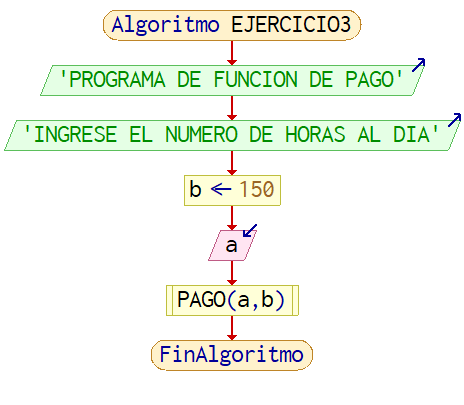 Algoritmo EJERCICIO3
'PROGRAMA DE FUNCION DE PAGO'
'INGRESE EL NUMERO DE HORAS AL DIA'
b ← 150
a
PAGO(a,b)
FinAlgoritmo